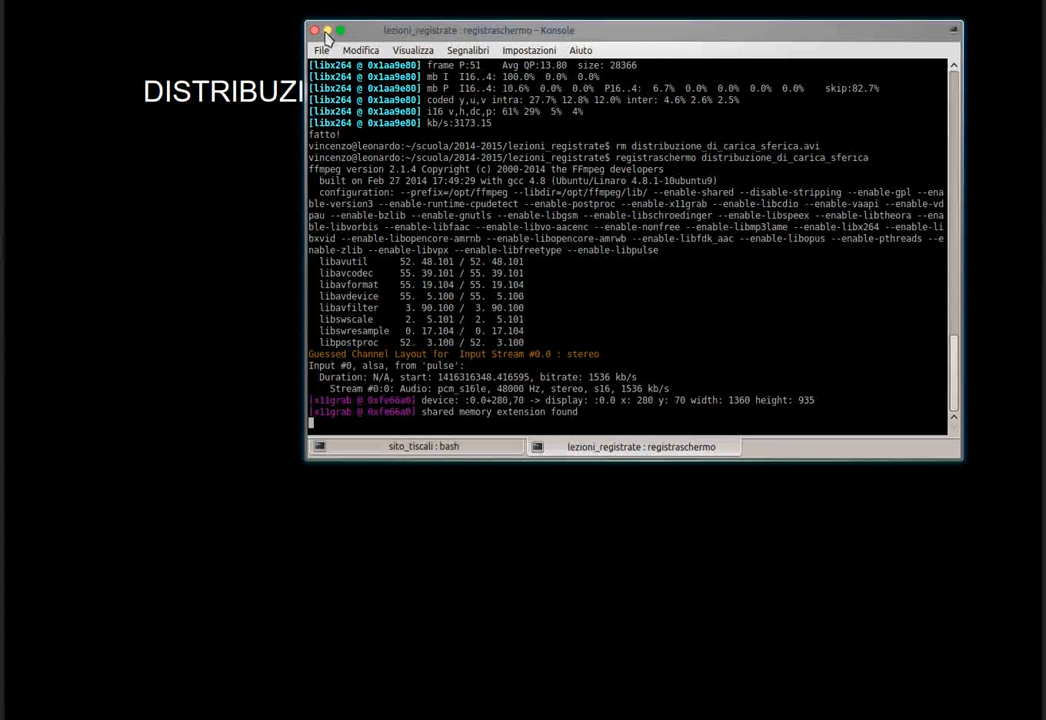 lezioni_registrate : registraschermo – Konsole
File Modifica Visualizza Segnalibri Impostazioni Aiuto
DISTRIBUZI
[libx264 @ 0x1aa9e80] frame P:51 Avg QP:13.80 size: 28366
[libx264 @ 0x1aa9e80] mb I I16..4: 100.0% 0.0% 0.0%
[libx264 @ 0x1aa9e80] mb P I16..4: 10.6% 0.0% 0.0% P16..4: 6.7% 0.0% 0.0% 0.0% 0.0% skip:82.7%
[libx264 @ 0x1aa9e80] coded y,u,v intra: 27.7% 12.8% 12.0% inter: 4.6% 2.6% 2.5%
[libx264 @ 0x1aa9e80] i16 v,h,dc,p: 61% 29% 5% 4%
[libx264 @ 0x1aa9e80] kb/s:3173.15
fatto!
vincenzo@leonardo:~/scuola/2014-2015/lezioni_registrate$ rm distribuzione_di_carica_sferica.avi
vincenzo@leonardo:~/scuola/2014-2015/lezioni_registrate$ registraschermo distribuzione_di_carica_sferica
ffmpeg version 2.1.4 Copyright (c) 2000-2014 the FFmpeg developers
built on Feb 27 2014 17:49:29 with gcc 4.8 (Ubuntu/Linaro 4.8.1-10ubuntu9)
configuration: --prefix=/opt/ffmpeg --libdir=/opt/ffmpeg/lib/ --enable-shared --disable-stripping --enable-gpl --ena
ble-version3 --enable-runtime-cpudetect --enable-postproc --enable-x11grab --enable-libcdio --enable-vaapi --enable-vd
pau --enable-bzlib --enable-gnutls --enable-libgsm --enable-libschroedinger --enable-libspeex --enable-libtheora --ena
ble-libvorbis --enable-libfaac --enable-libvo-aacenc --enable-nonfree --enable-libmp3lame --enable-libx264 --enable-li
bxvid --enable-libopencore-amrnb --enable-libopencore-amrwb --enable-libfdk_aac --enable-libopus --enable-pthreads --e
nable-zlib --enable-libvpx --enable-libfreetype --enable-libpulse
libavutil 52. 48.101 / 52. 48.101
libavcodec 55. 39.101 / 55. 39.101
libavformat 55. 19.104 / 55. 19.104
libavdevice 55. 5.100 / 55. 5.100
libavfilter 3. 90.100 / 3. 90.100
libswscale 2. 5.101 / 2. 5.101
libswresample 0. 17.104 / 0. 17.104
libpostproc 52. 3.100 / 52. 3.100
Guessed Channel Layout for Input Stream #0.0 : stereo
Input #0, alsa, from 'pulse':
Duration: N/A, start: 1416316348.416595, bitrate: 1536 kb/s
Stream #0:0: Audio: pcm_s16le, 48000 Hz, stereo, s16, 1536 kb/s
[x11grab @ 0xfe66a0] device: :0.0+280,70 -> display: :0.0 x: 280 y: 70 width: 1360 height: 935
[x11grab @ 0xfe66a0] shared memory extension found
sito_tiscali : bash lezioni_registrate : registraschermo